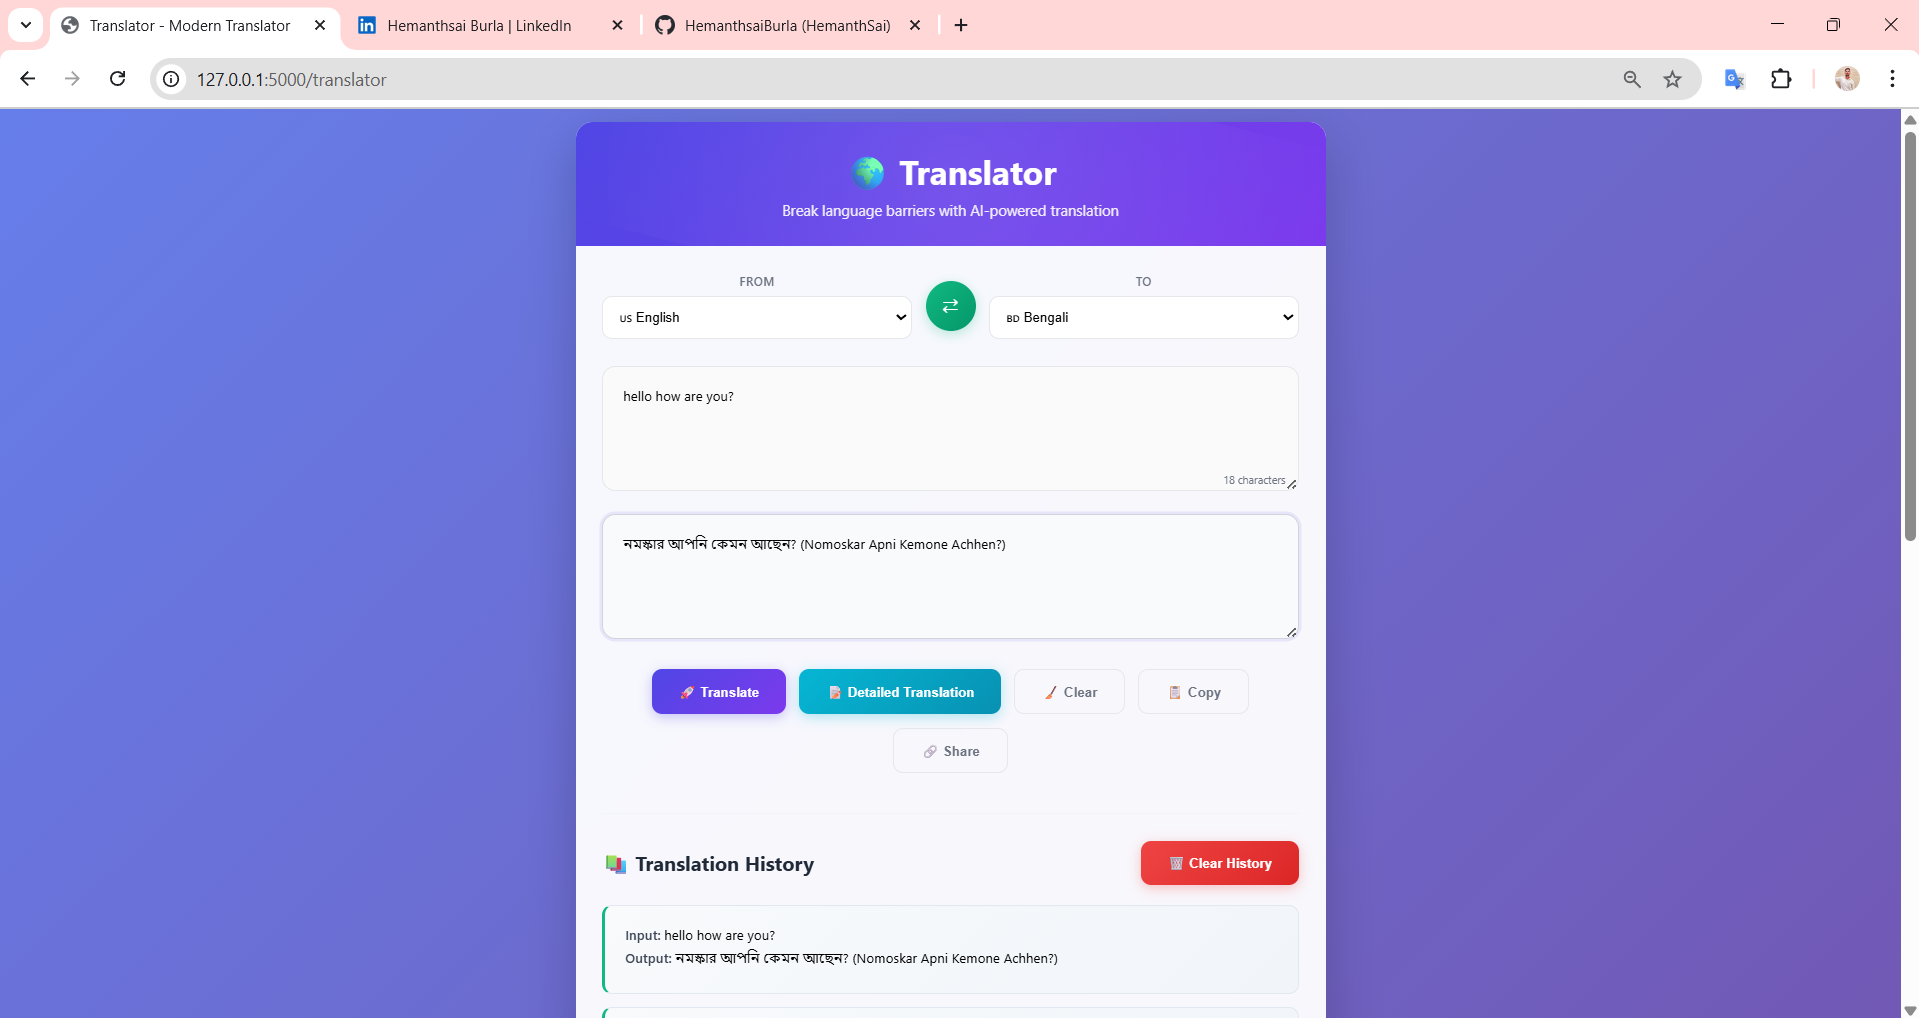 Translator - Modern Translator
Hemanthsai Burla | LinkedIn
HemanthsaiBurla (HemanthSai)
127.0.0.1:5000/translator
Translator
Break language barriers with AI-powered translation
FROM
TO
US English
BD Bengali
hello how are you?
18 characters
নমস্কার আপনি কেমন আছেন? (Nomoskar Apni Kemone Achhen?)
Translate
Detailed Translation
Clear
Copy
Share
Translation History
Clear History
Input: hello how are you?
Output: নমস্কার আপনি কেমন আছেন? (Nomoskar Apni Kemone Achhen?)